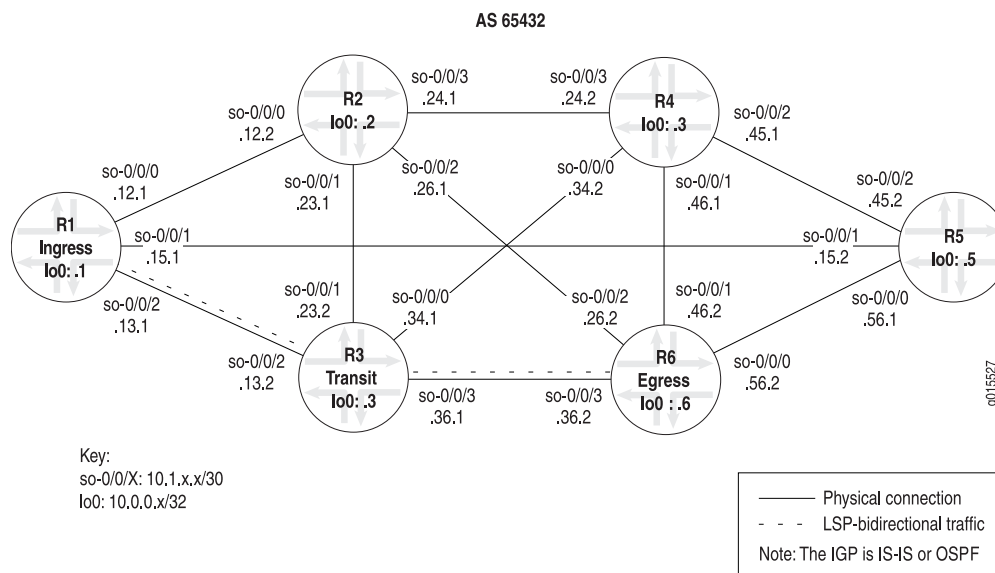 AS 65432
R2
lo0: .2
so-0/0/3
.24.1
so-0/0/3
.24.2
R4
lo0: .3
so-0/0/2
.45.1
so-0/0/0
.12.2
so-0/0/0
.12.1
so-0/0/1
.23.1
so-0/0/2
.26.1
so-0/0/0
.34.2
so-0/0/1
.46.1
so-0/0/2
.45.2
R1
Ingress
lo0: .1
so-0/0/1
.15.1
so-0/0/1
.15.2
R5
lo0: .5
so-0/0/2
.13.1
so-0/0/1
.23.2
so-0/0/0
.34.1
so-0/0/2
.26.2
so-0/0/1
.46.2
so-0/0/0
.56.1
so-0/0/2
.13.2
R3
Transit
lo0: .3
so-0/0/3
.36.1
so-0/0/3
.36.2
R6
Egress
lo0 : .6
so-0/0/0
.56.2
g015527
Key:
so-0/0/X: 10.1.x.x/30
lo0: 10.0.0.x/32
Physical connection
LSP-bidirectional traffic
Note: The IGP is IS-IS or OSPF